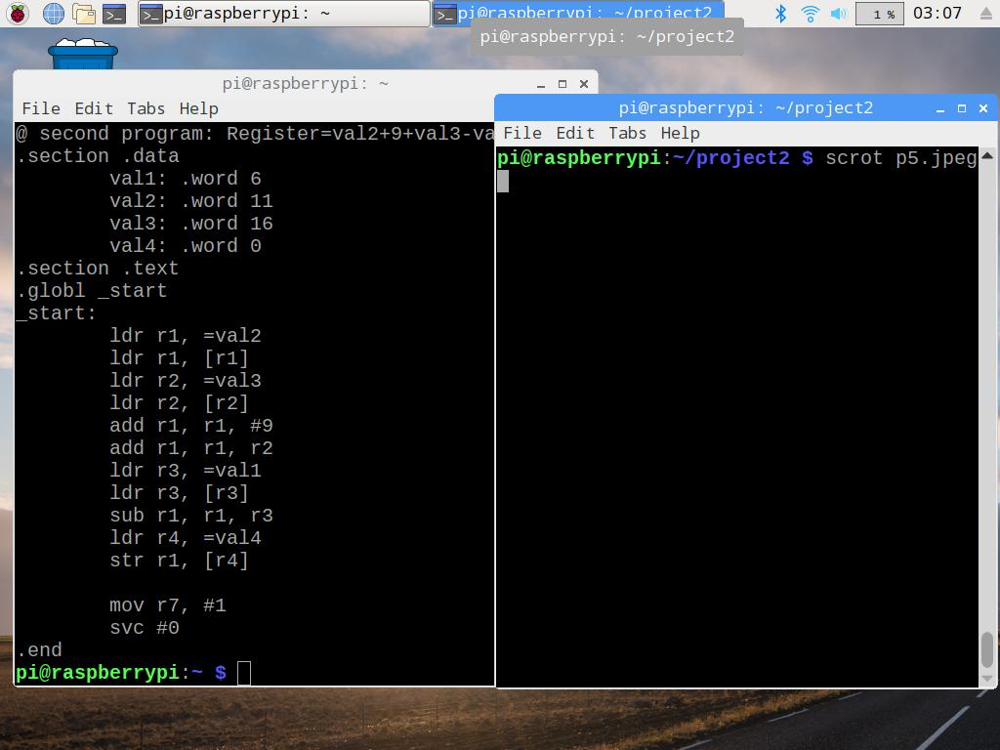 pi@raspberrypi: ~
pi@raspberrypi: ~/project2
1 %
03:07
pi@raspberrypi: ~/project2
pi@raspberrypi: ~
File Edit Tabs Help
@ second program: Register=val2+9+val3-va
.section .data
val1: .word 6
val2: .word 11
val3: .word 16
val4: .word 0
.section .text
.globl _start
_start:
ldr r1, =val2
ldr r1, [r1]
ldr r2, =val3
ldr r2, [r2]
add r1, r1, #9
add r1, r1, r2
ldr r3, =val1
ldr r3, [r3]
sub r1, r1, r3
ldr r4, =val4
str r1, [r4]
mov r7, #1
svc #0
.end
pi@raspberrypi:~ $
pi@raspberrypi: ~/project2
File Edit Tabs Help
pi@raspberrypi:~/project2 $ scrot p5.jpeg